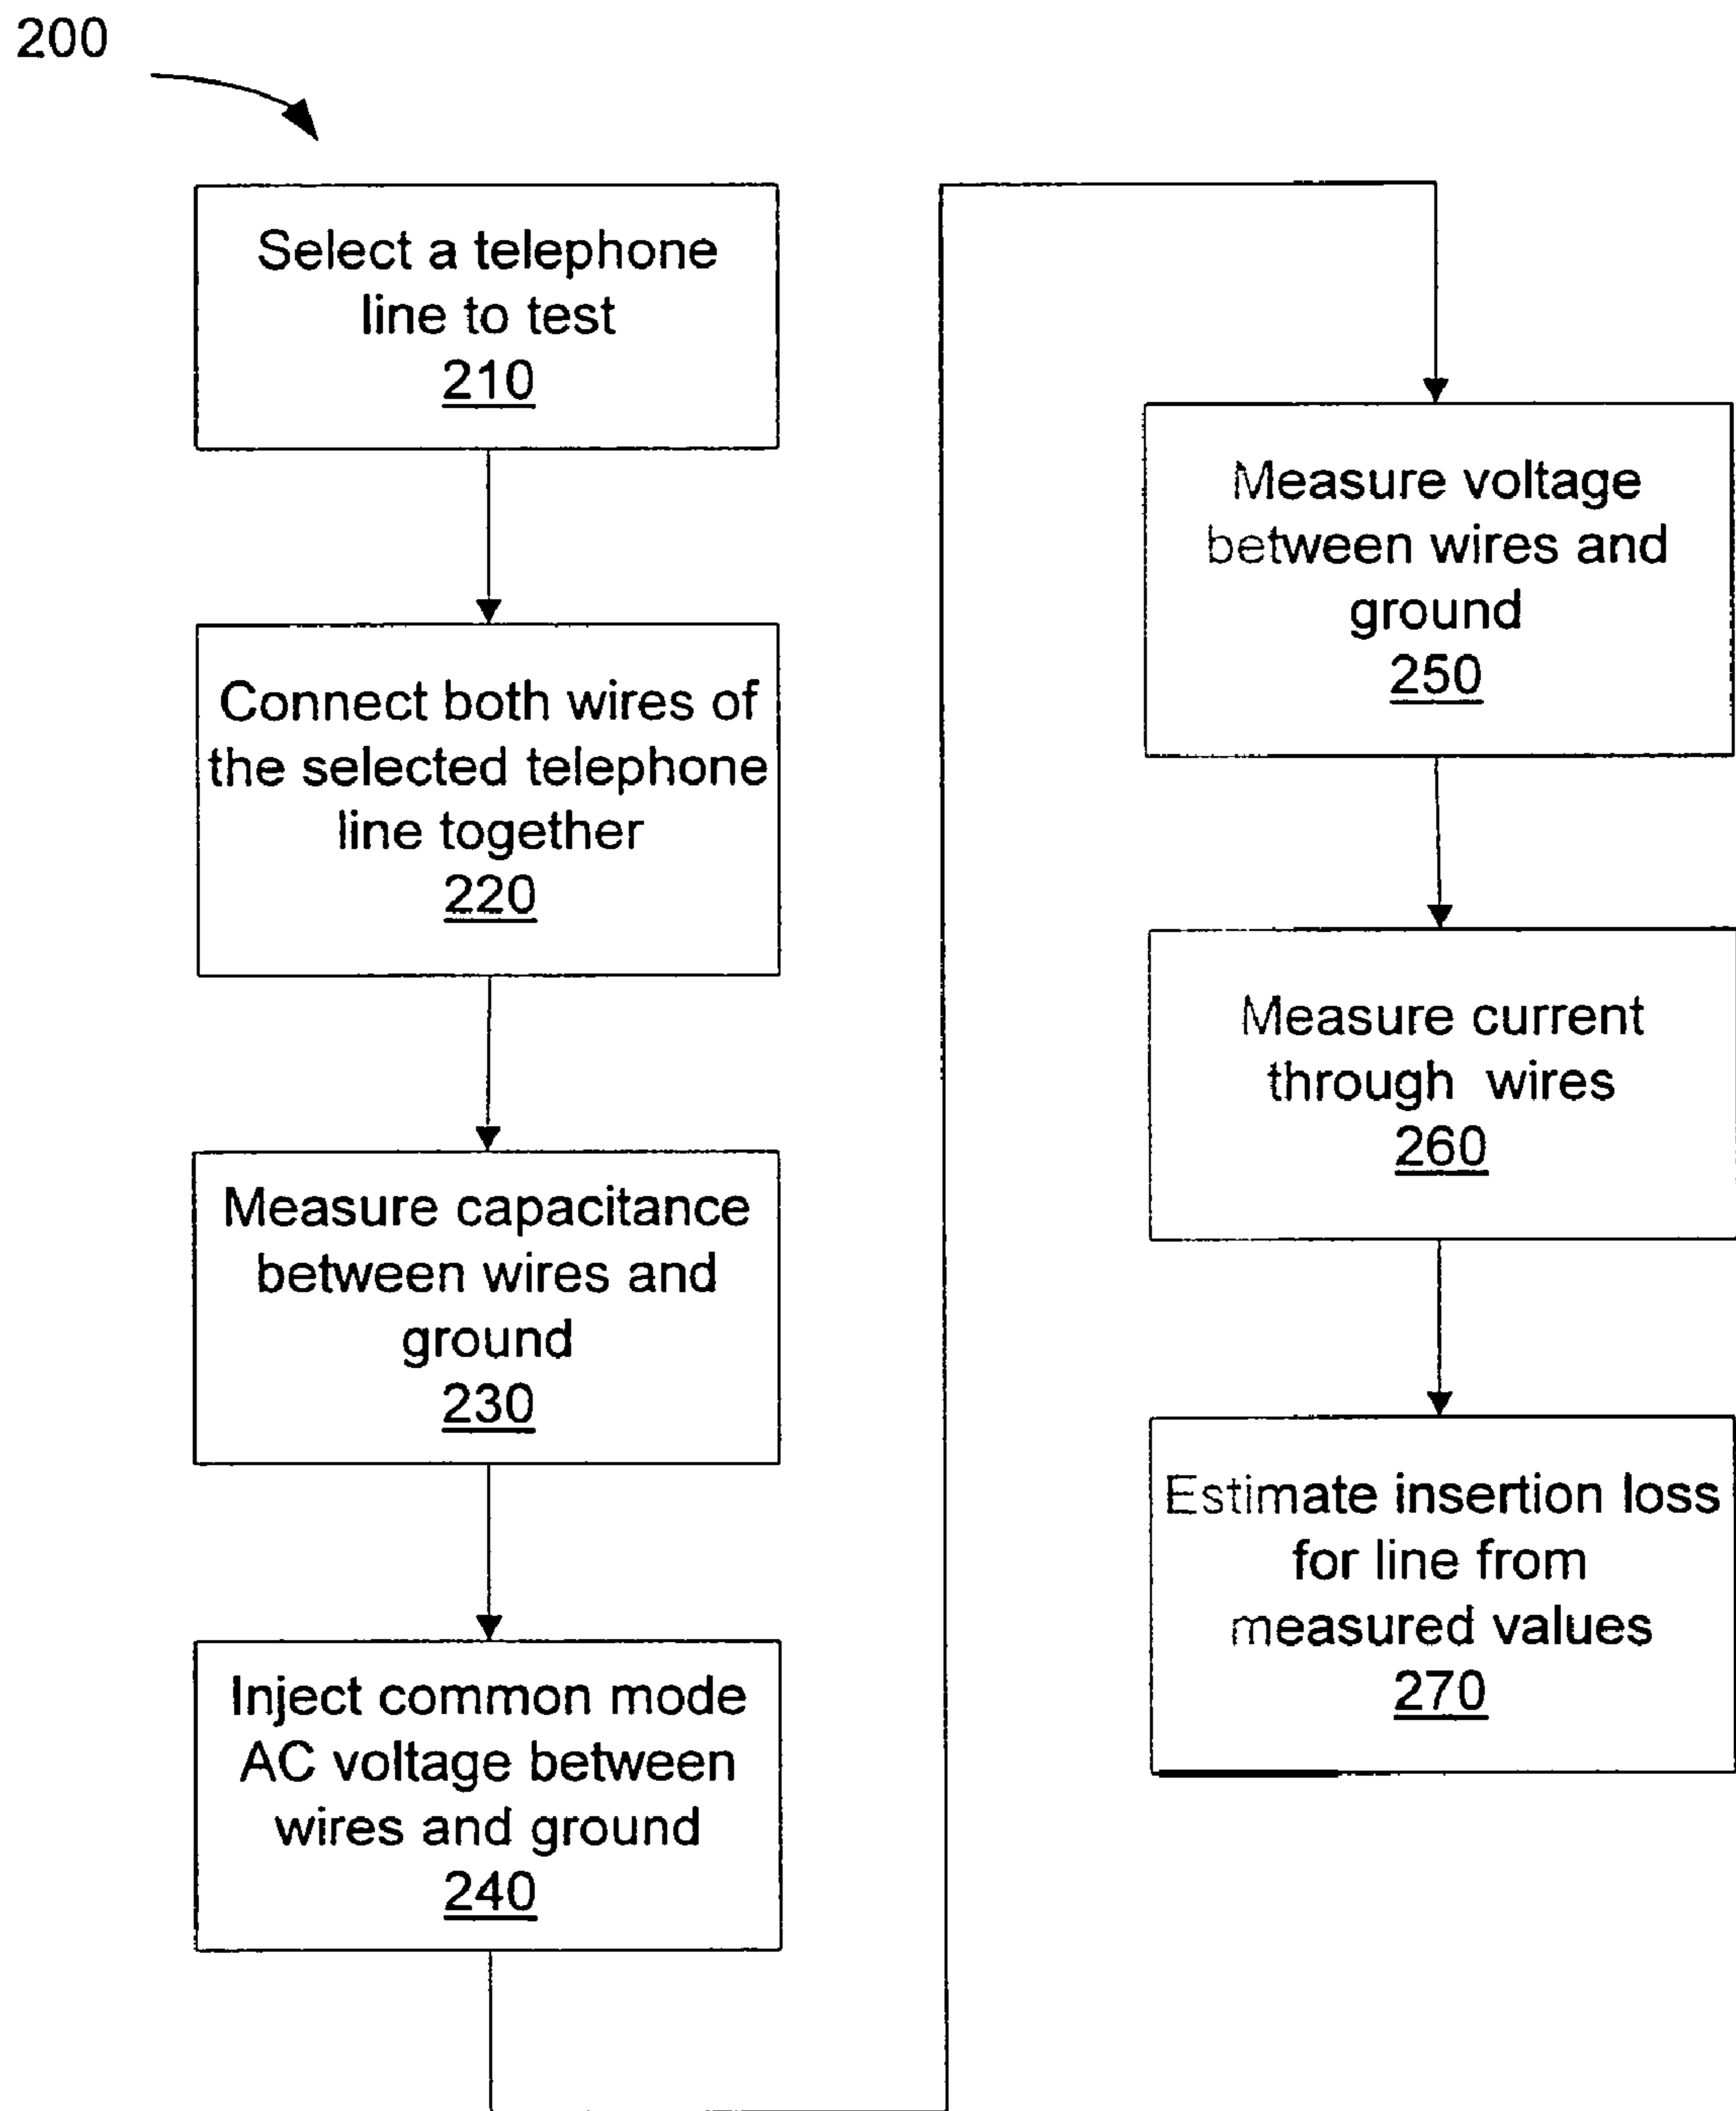 200
Select a telephone
line to test
210
Connect both wires of
the selected telephone
line together
220
Measure capacitance
between wires and
ground
230
Inject common mode
AC voltage between
wires and ground
240
Measure voltage
between wires and
ground
250
Measure current
through wires
260
Estimate insertion loss
for line from
measured values
270